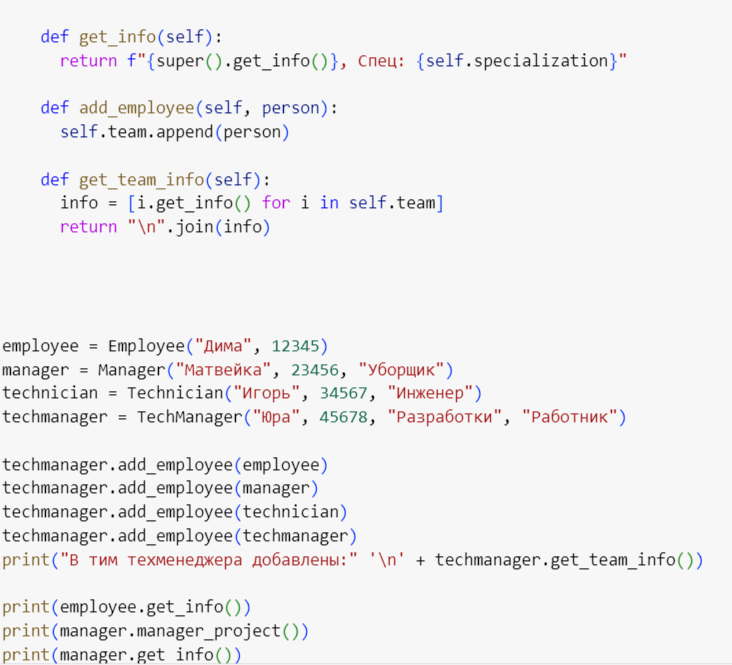 def get_info(self):
return f"{super().get_info()}, Спец: {self.specialization}"
def add_employee(self, person):
self.team.append(person)
def get_team_info(self):
info = [i.get_info() for i in self.team]
return "\n".join(info)
employee = Employee("Дима", 12345)
manager = Manager("Матвейка", 23456, "Уборщик")
technician = Technician("Игорь", 34567, "Инженер")
techmanager = TechManager("Юра", 45678, "Разработки", "Работник")
techmanager.add_employee(employee)
techmanager.add_employee(manager)
techmanager.add_employee(technician)
techmanager.add_employee(techmanager)
print("В тим техменеджера добавлены:" '\n' + techmanager.get_team_info())
print(employee.get_info())
print(manager.manager_project())
print(manager.get_info())